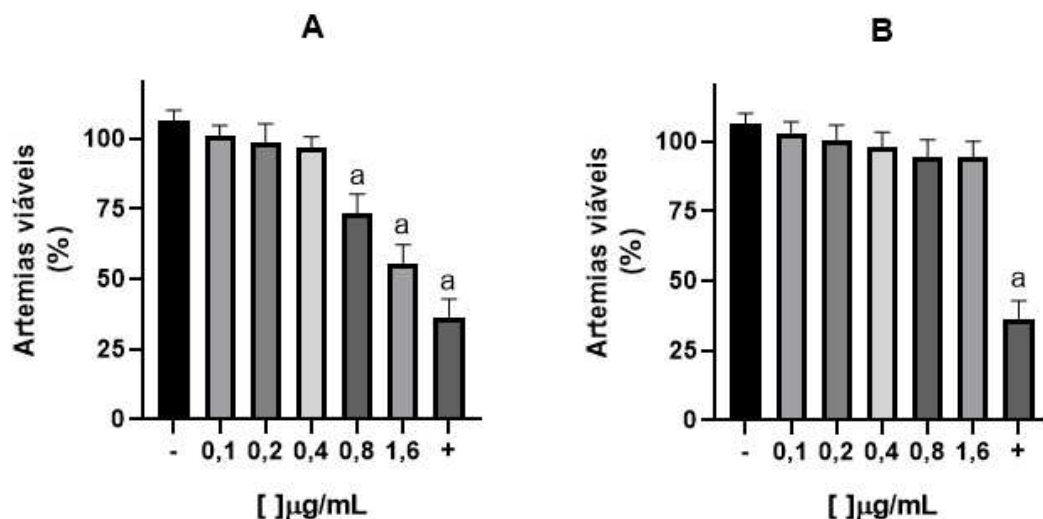 A
Artemias viáveis
(%)
100
75
50
25
0
a
a
a
- 0,1 0,2 0,4 0,8 1,6 +
[ ]µg/mL
B
Artemias viáveis
(%)
100
75
50
25
0
a
- 0,1 0,2 0,4 0,8 1,6 +
[ ]µg/mL